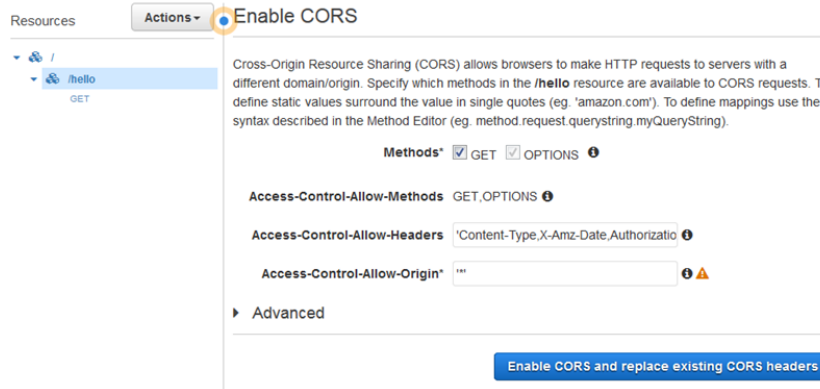 Resources
Actions
/
/hello
GET
Enable CORS
Cross-Origin Resource Sharing (CORS) allows browsers to make HTTP requests to servers with a
different domain/origin. Specify which methods in the /hello resource are available to CORS requests.
define static values surround the value in single quotes (eg. 'amazon.com'). To define mappings use the
syntax described in the Method Editor (eg. method.request.querystring.myQueryString).
Methods* GET OPTIONS
Access-Control-Allow-Methods GET,OPTIONS
Access-Control-Allow-Headers 'Content-Type,X-Amz-Date,Authorizatio
Access-Control-Allow-Origin* '*'
Advanced
Enable CORS and replace existing CORS headers